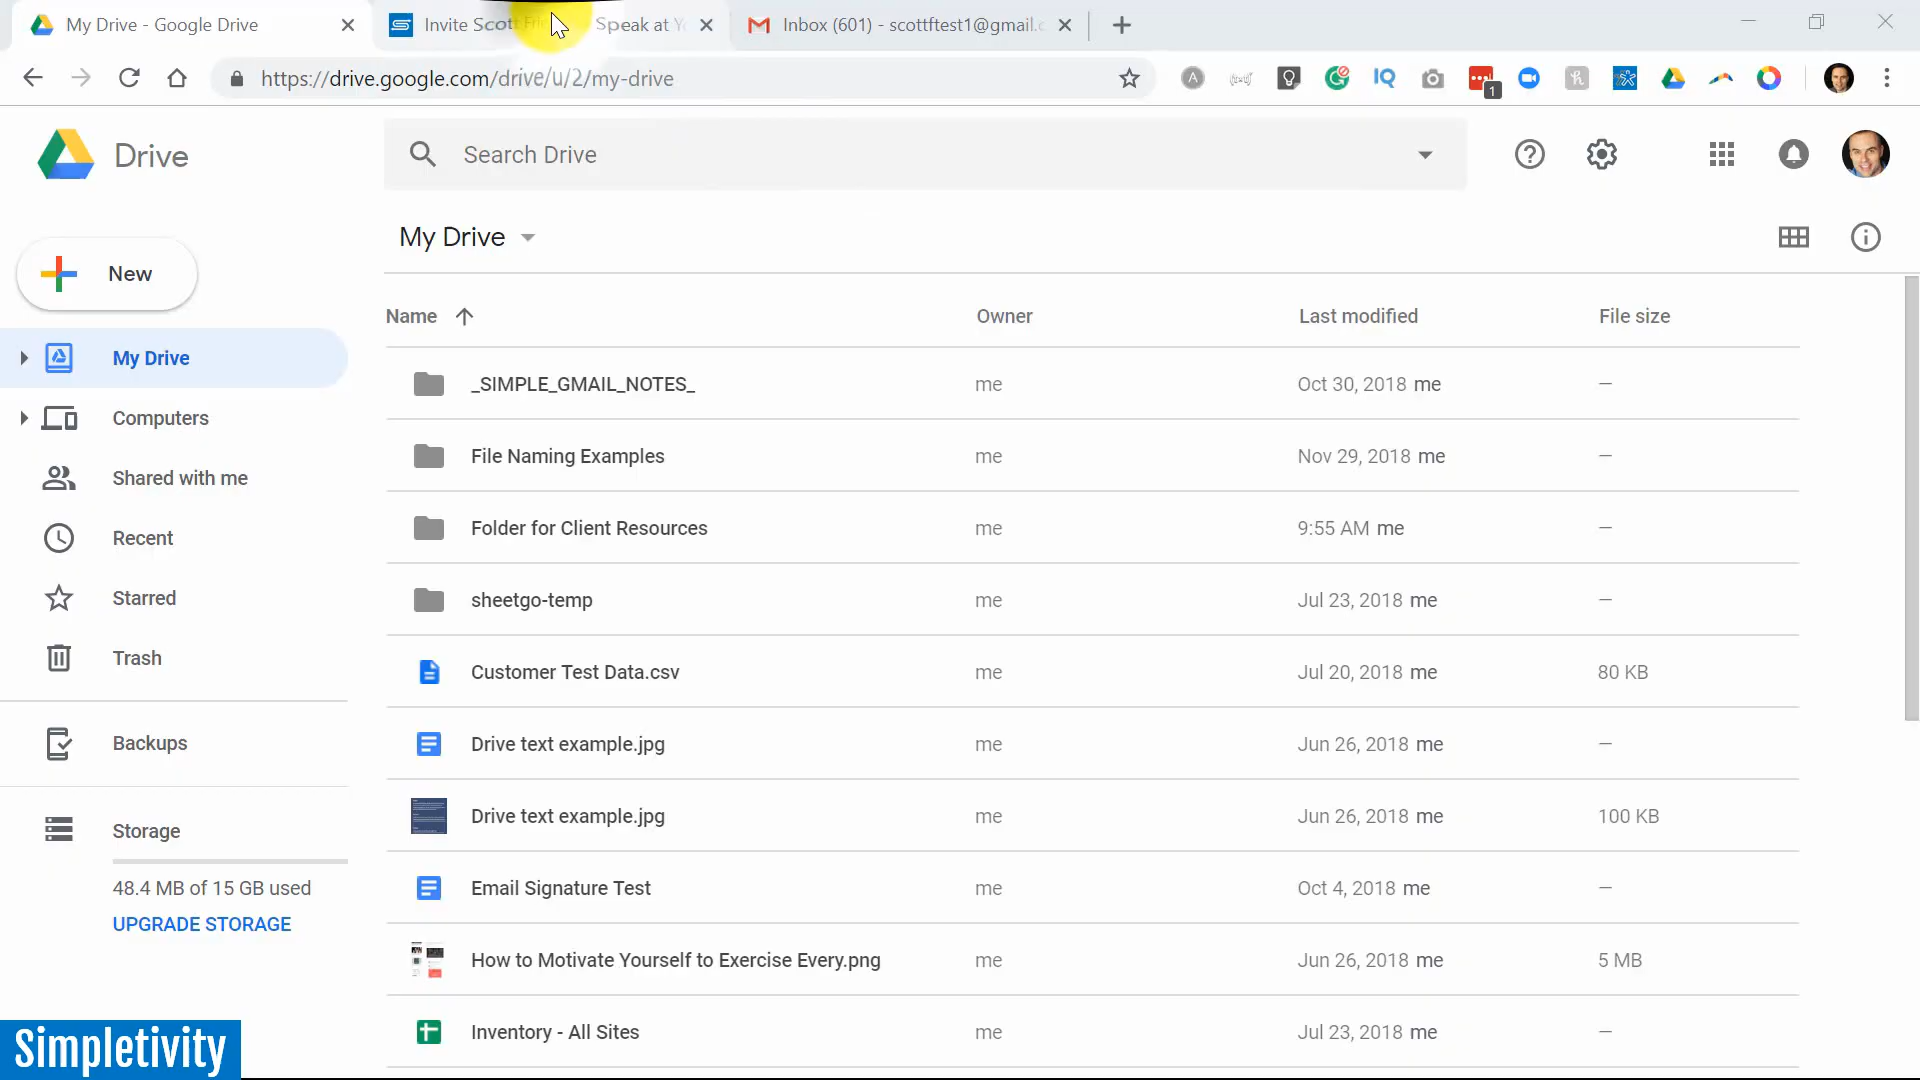 My Drive - Google Drive
Invite Scott Speak at Yo
Inbox (601) - scottftest1@gmail.c
https://drive.google.com/drive/u/2/my-drive
1
Drive
Search Drive
My Drive
New
Name Owner Last modified File size
My Drive
Computers
Shared with me
Recent
Starred
Trash
Backups
Storage
48.4 MB of 15 GB used
UPGRADE STORAGE
_SIMPLE_GMAIL_NOTES_ me Oct 30, 2018 me —
File Naming Examples me Nov 29, 2018 me —
Folder for Client Resources me 9:55 AM me —
sheetgo-temp me Jul 23, 2018 me —
Customer Test Data.csv me Jul 20, 2018 me 80 KB
Drive text example.jpg me Jun 26, 2018 me —
Drive text example.jpg me Jun 26, 2018 me 100 KB
Email Signature Test me Oct 4, 2018 me —
How to Motivate Yourself to Exercise Every.png me Jun 26, 2018 me 5 MB
Inventory - All Sites me Jul 23, 2018 me —
Simpletivity